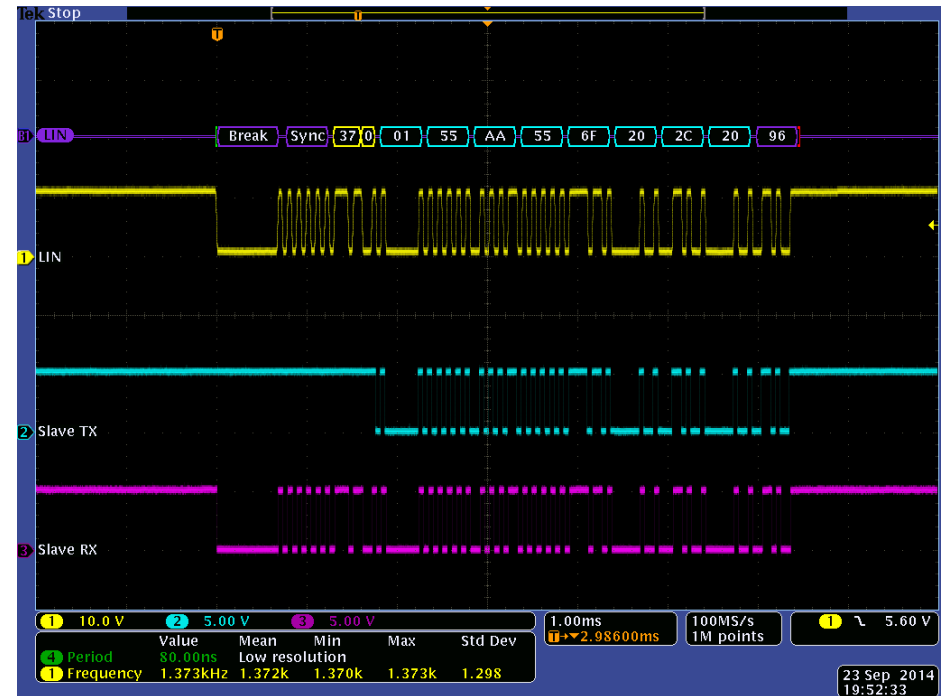 Tek Stop
T
T
B1 LIN Break Sync 37 0 01 55 AA 55 6F 20 2C 20 96
1 LIN
2 Slave TX
3 Slave RX
1 10.0 V 2 5.00 V 3 5.00 V
1.00ms
T→▼2.98600ms
100MS/s
1M points
1 5.60 V
Value Mean Min Max Std Dev
4 Period 80.00ns Low resolution
1 Frequency 1.373kHz 1.372k 1.370k 1.373k 1.298
23 Sep 2014
19:52:33